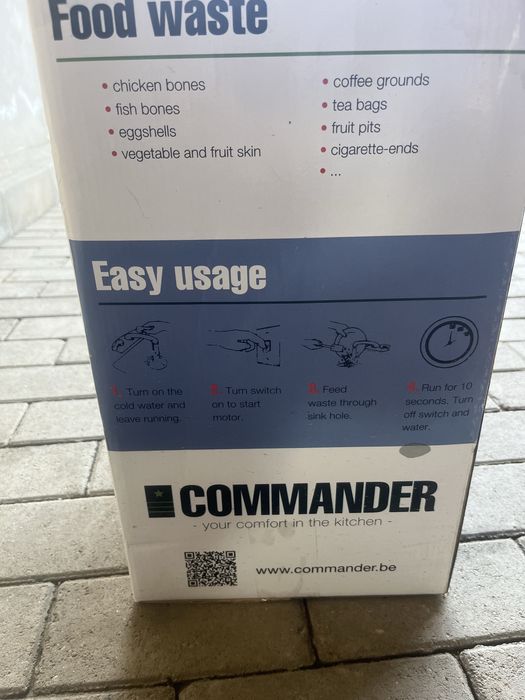 Food waste
• chicken bones
• fish bones
• eggshells
• vegetable and fruit skin
• coffee grounds
• tea bags
• fruit pits
• cigarette-ends
• ...
Easy usage
1. Turn on the
cold water and
leave running.
2. Turn switch
on to start
motor.
3. Feed
waste through
sink hole.
4. Run for 10
seconds. Turn
off switch and
water.
COMMANDER
- your comfort in the kitchen -
www.commander.be